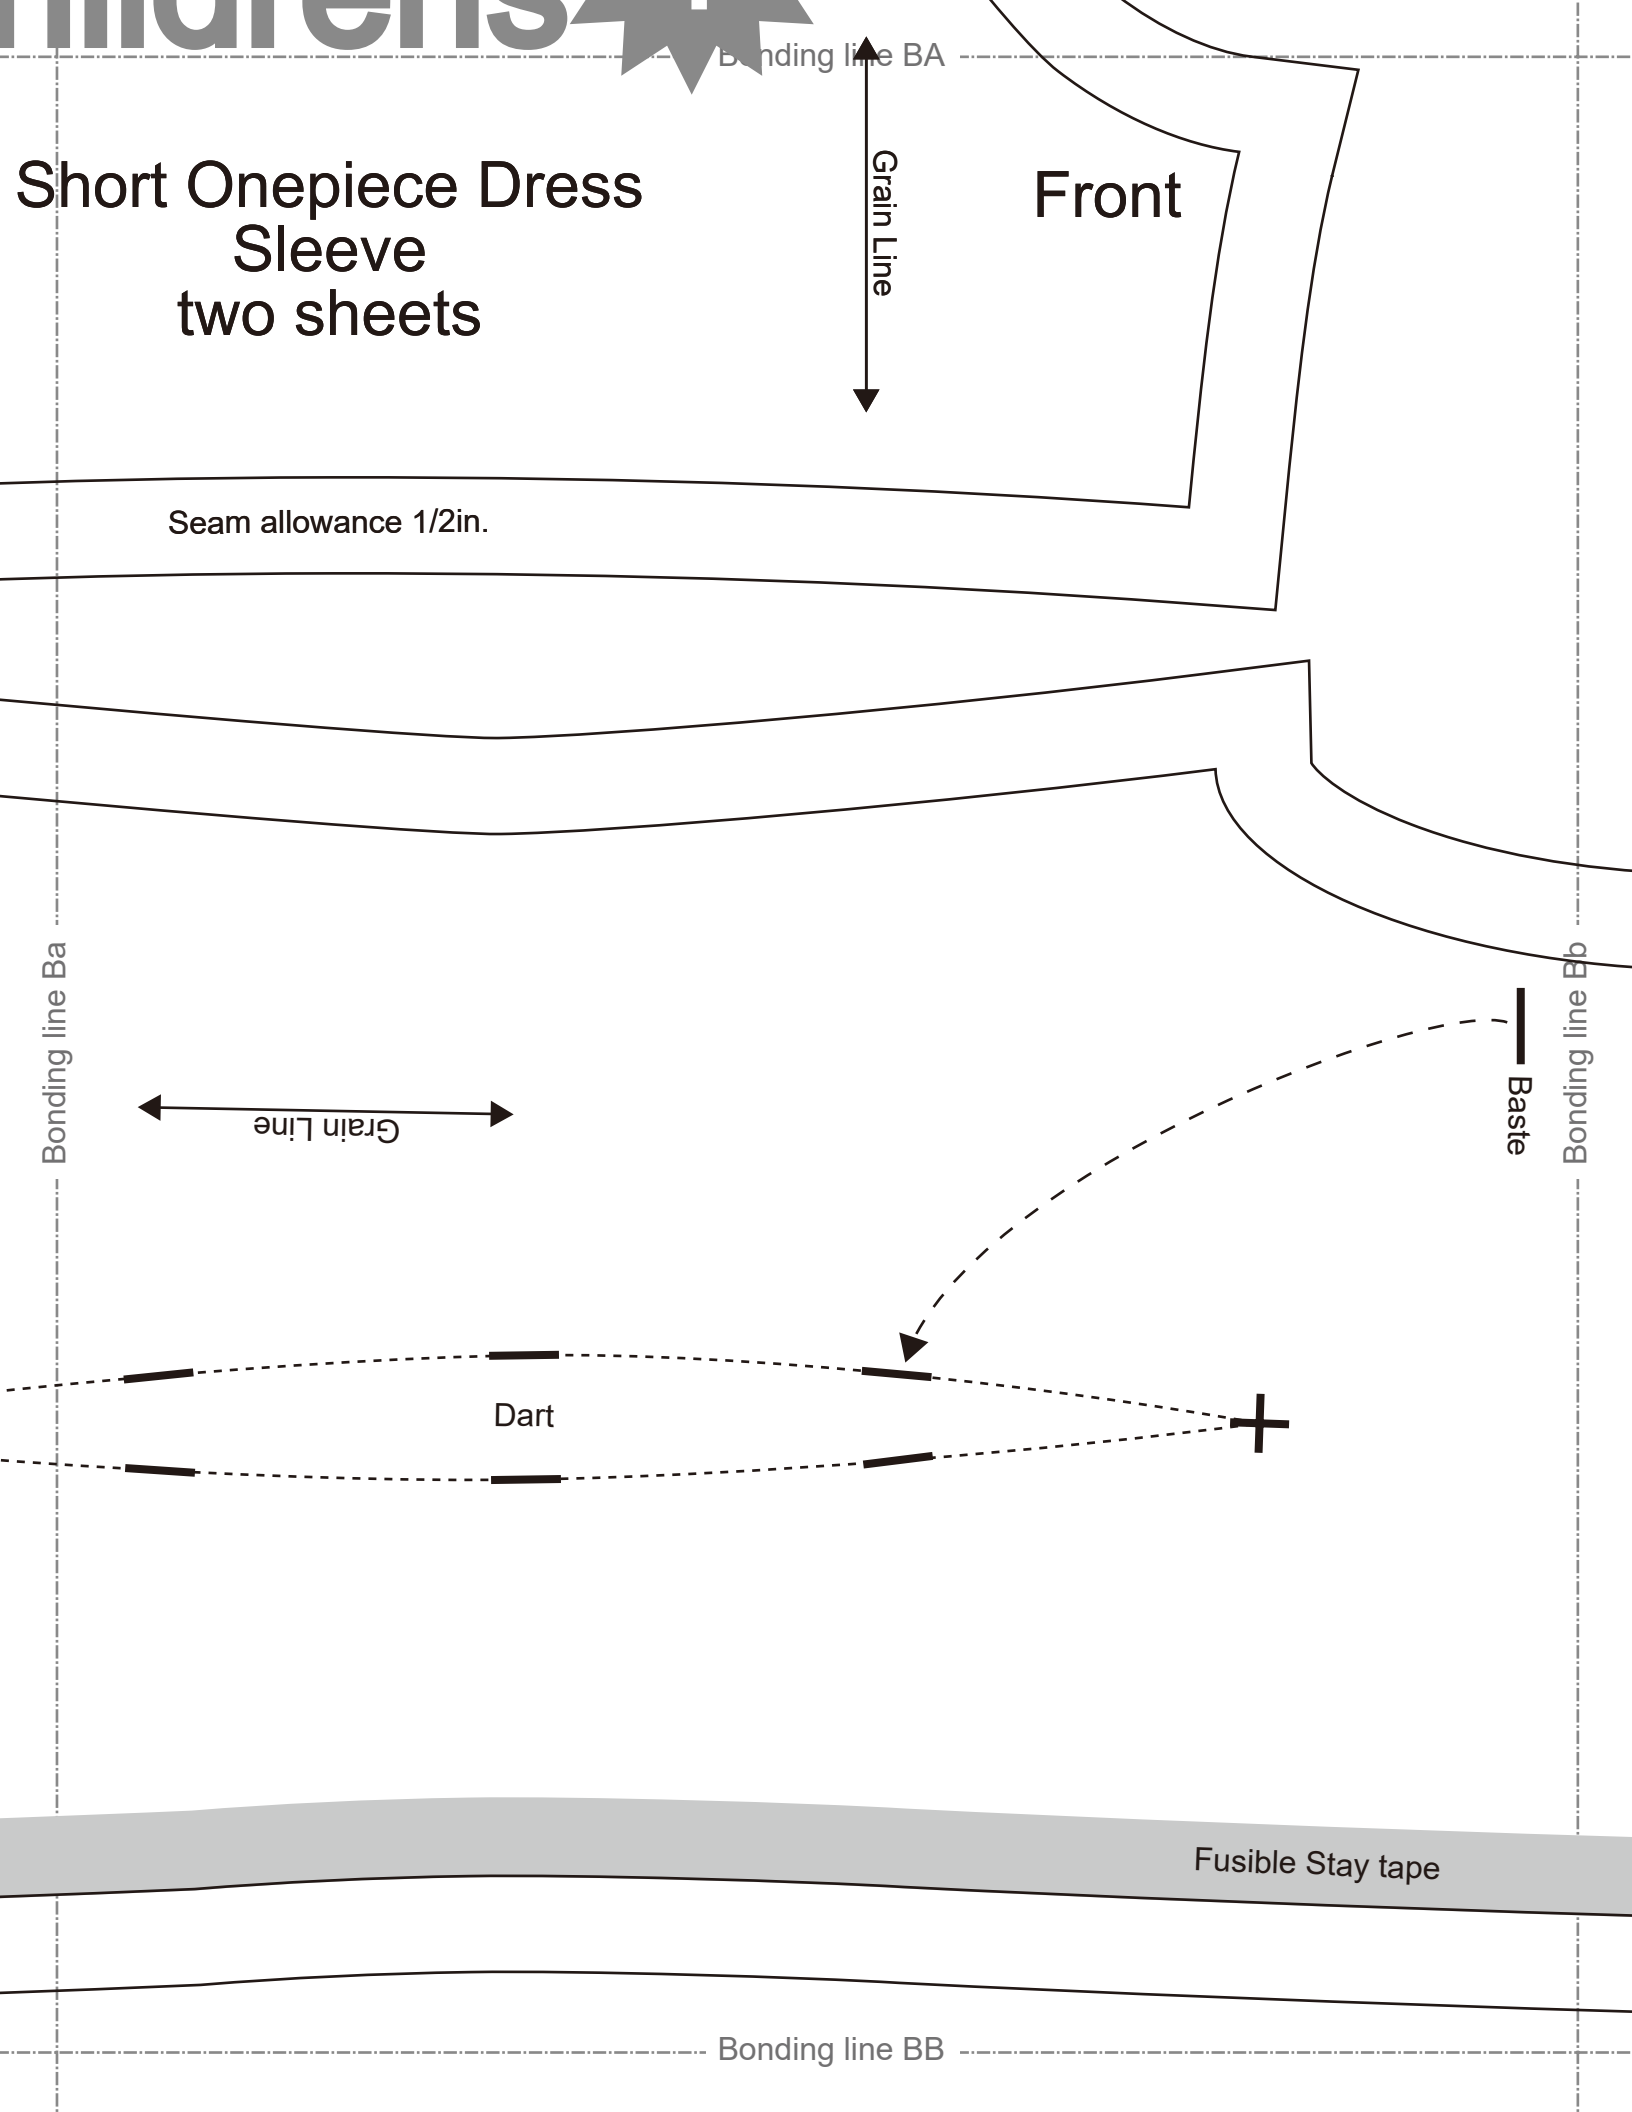 Bonding line BA
Short Onepiece Dress
Sleeve
two sheets
Grain Line
Front
Seam allowance 1/2in.
Bonding line Ba
Bonding line Bb
Baste
Grain Line
Dart
Fusible Stay tape
Bonding line BB